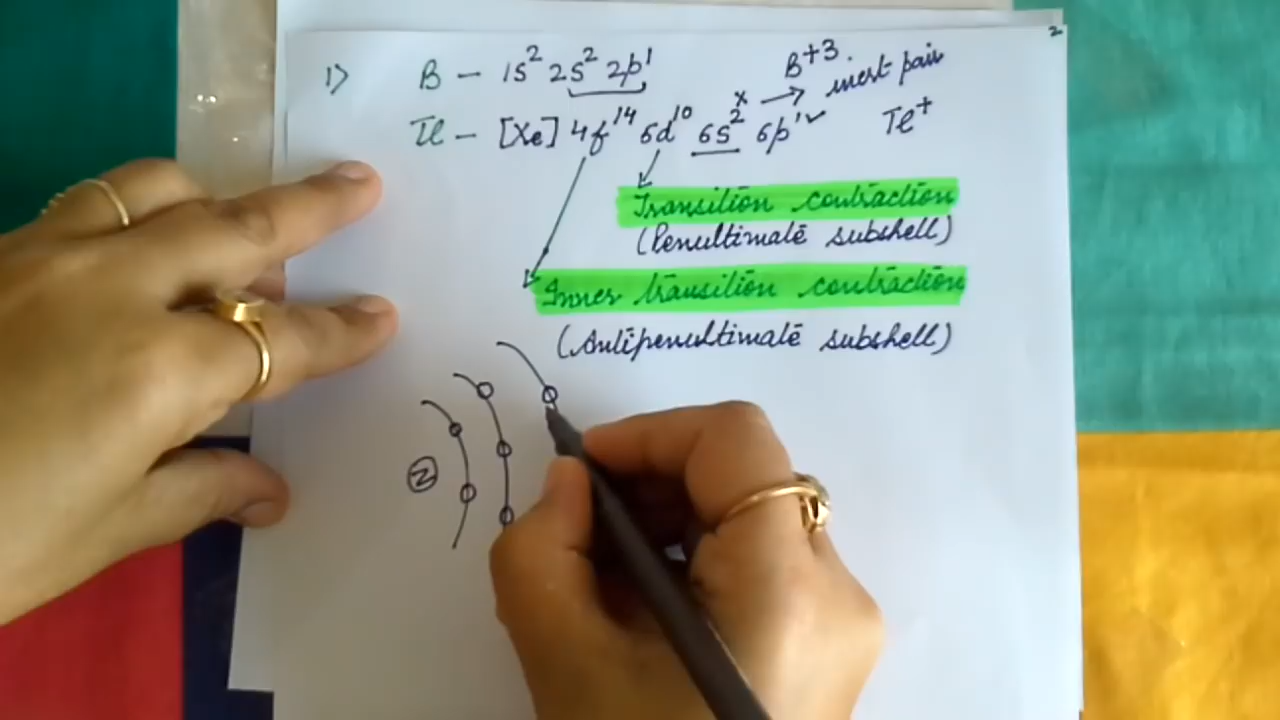 2
1) B – 1s² 2s² 2p¹ B⁺³.
Tl – [Xe] 4f¹⁴ 5d¹⁰ 6s² x → 6p¹✓ inert pair Tl⁺
Transition contraction
(Penultimate subshell)
Inner transition contraction
(Antipenultimate subshell)
Z